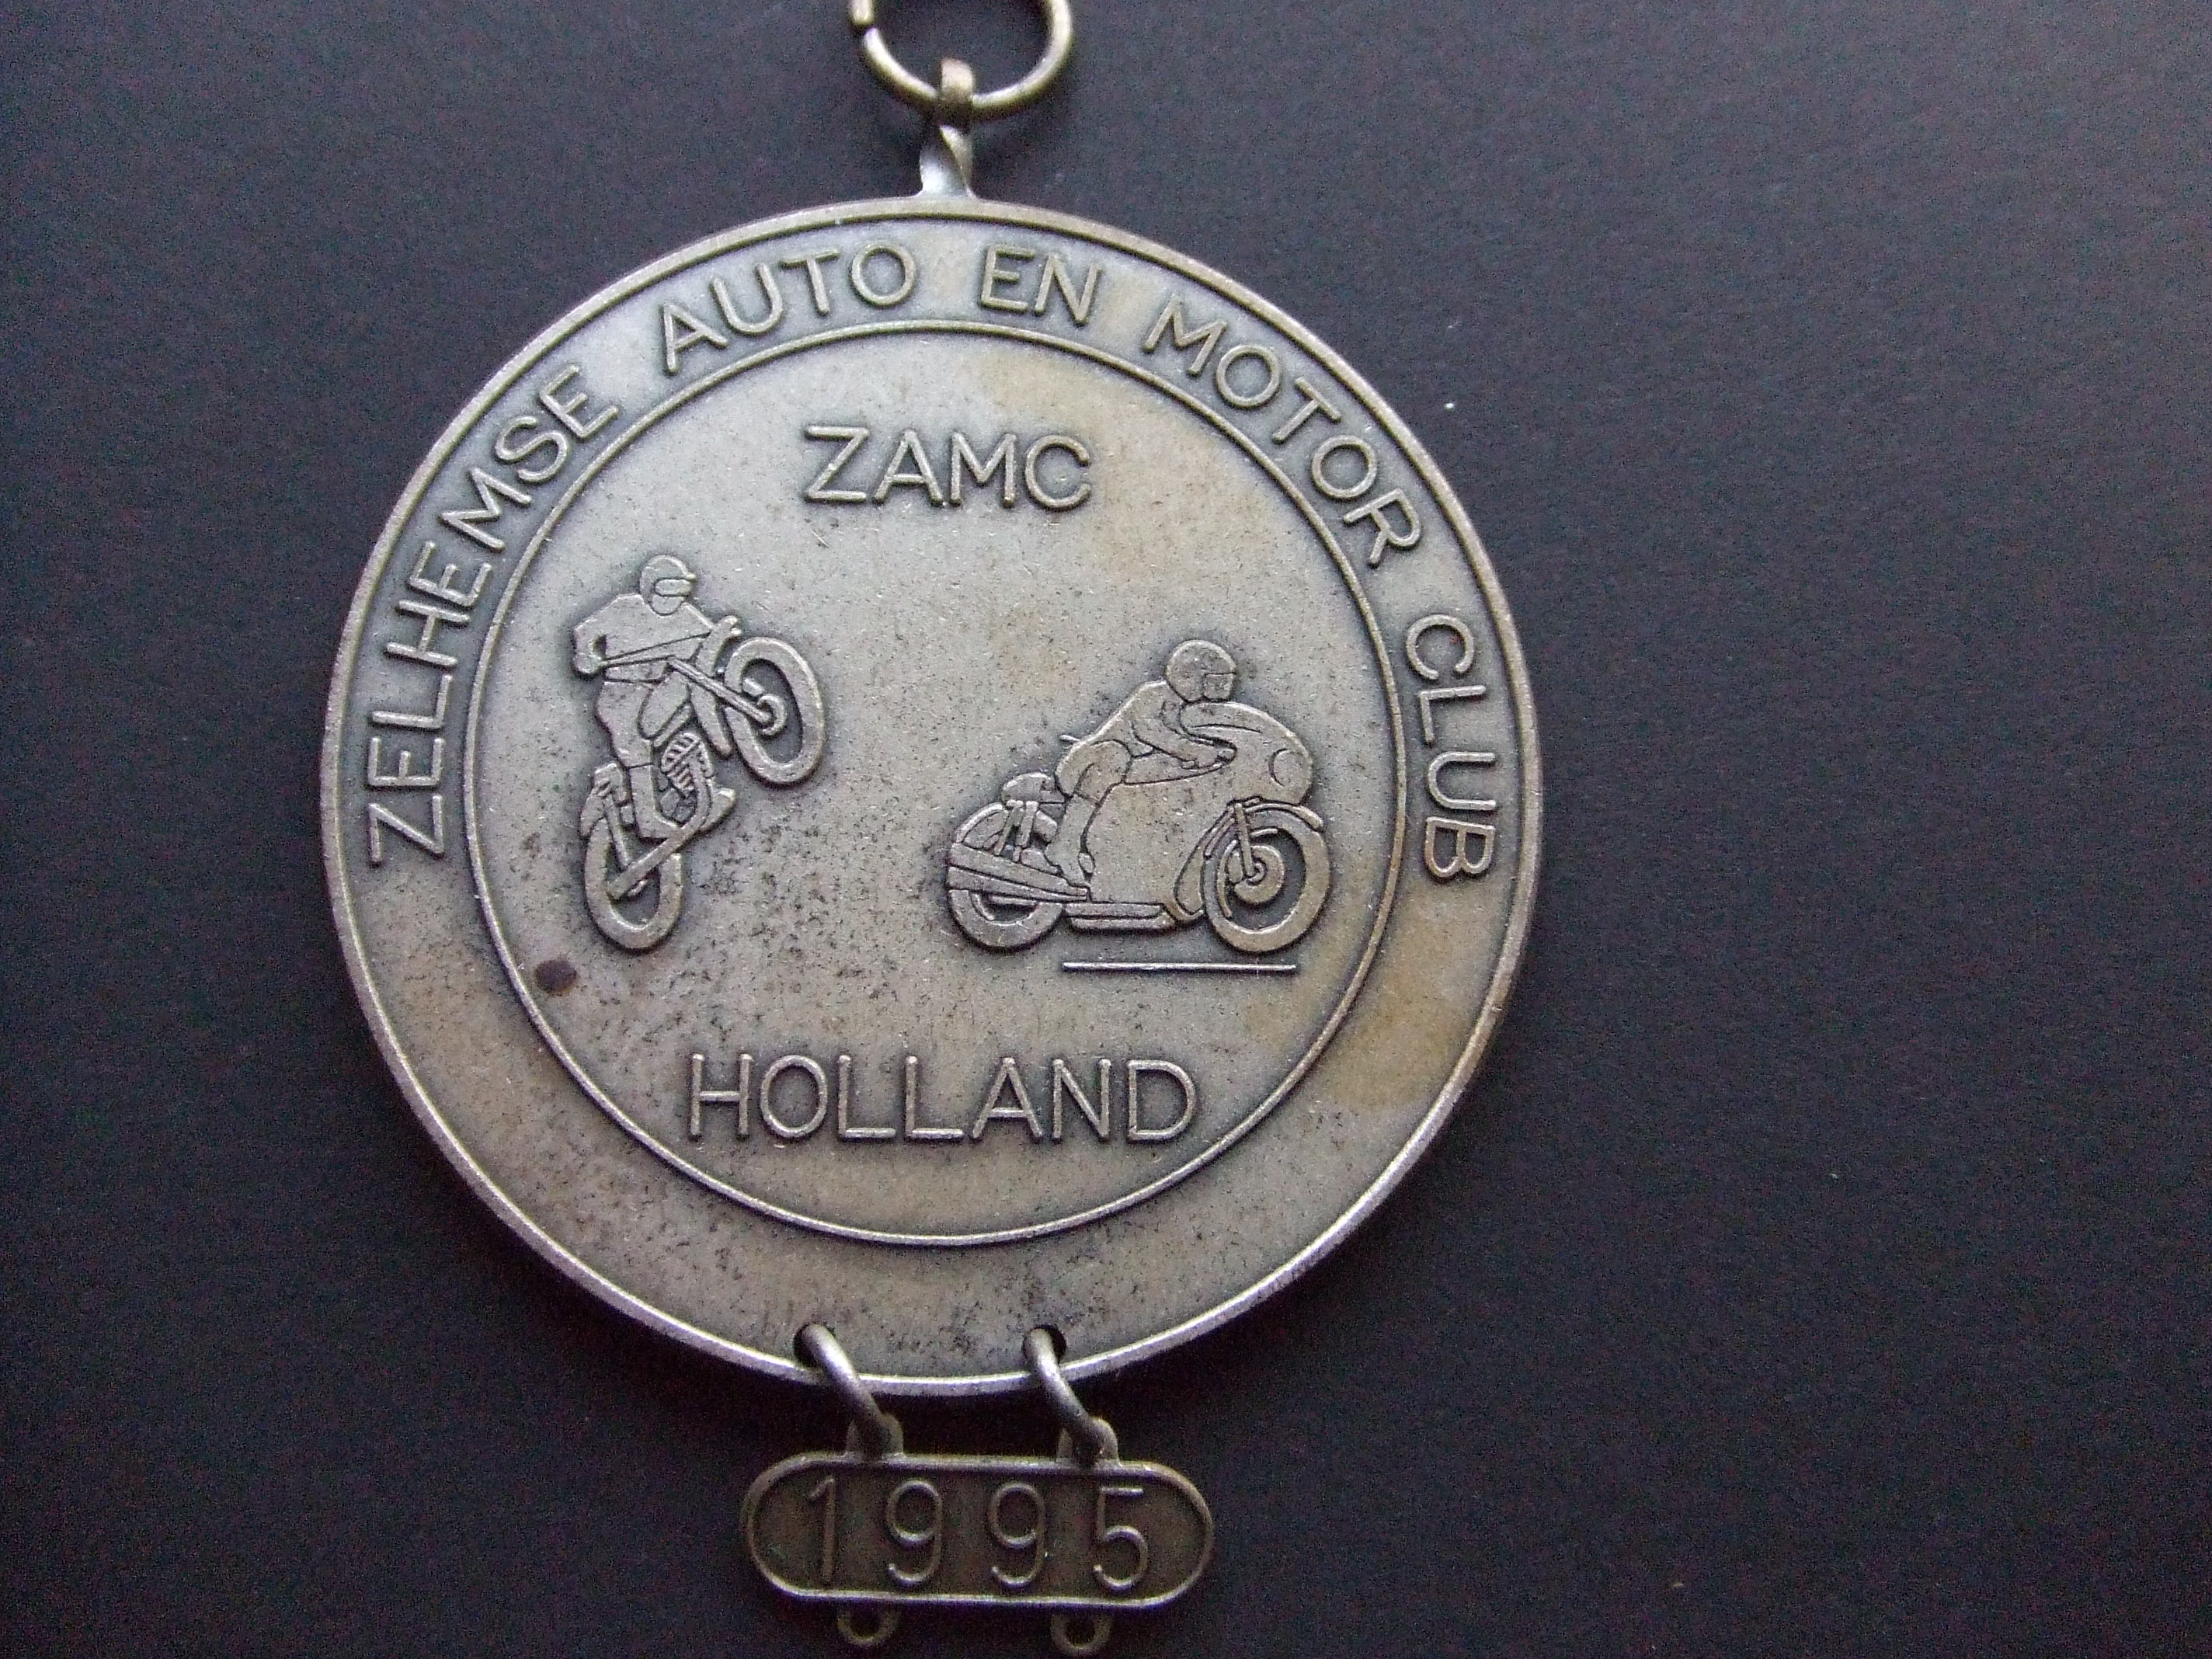 ZELHEMSE AUTO EN MOTOR CLUB
ZAMC
HOLLAND
1995